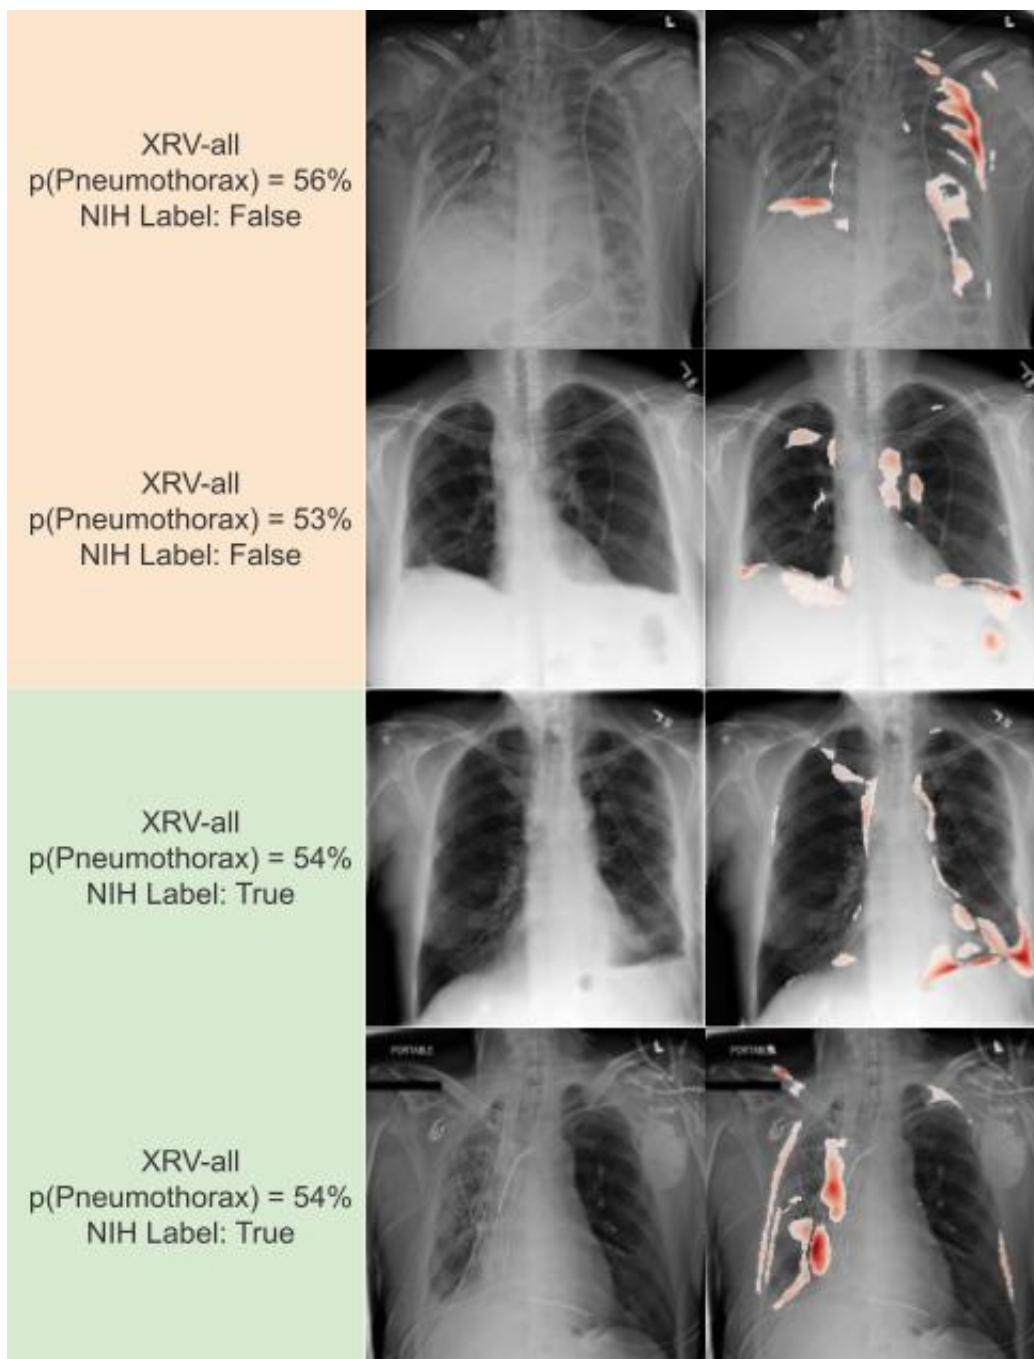 XRV-all
p(Pneumothorax) = 56%
NIH Label: False
L
L
XRV-all
p(Pneumothorax) = 53%
NIH Label: False
XRV-all
p(Pneumothorax) = 54%
NIH Label: True
PORTABLE
L
PORTABLE
L
XRV-all
p(Pneumothorax) = 54%
NIH Label: True